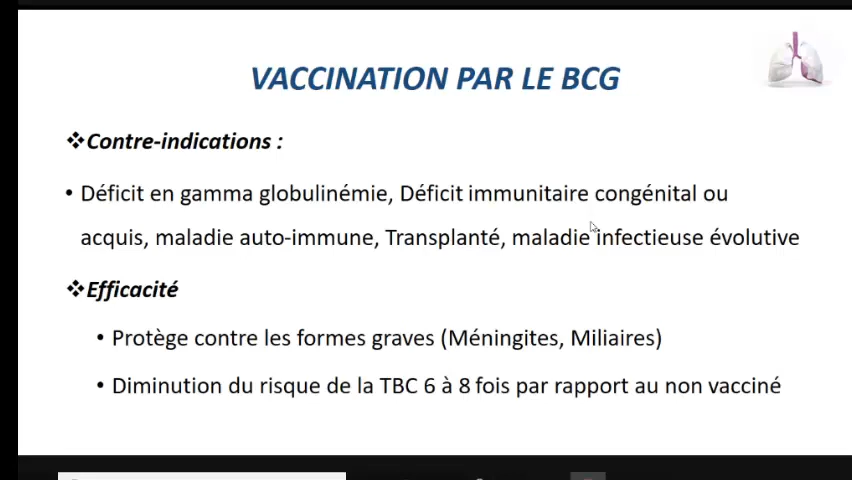 VACCINATION PAR LE BCG
❖Contre-indications :
• Déficit en gamma globulinémie, Déficit immunitaire congénital ou
acquis, maladie auto-immune, Transplanté, maladie infectieuse évolutive
❖Efficacité
• Protège contre les formes graves (Méningites, Miliaires)
• Diminution du risque de la TBC 6 à 8 fois par rapport au non vacciné